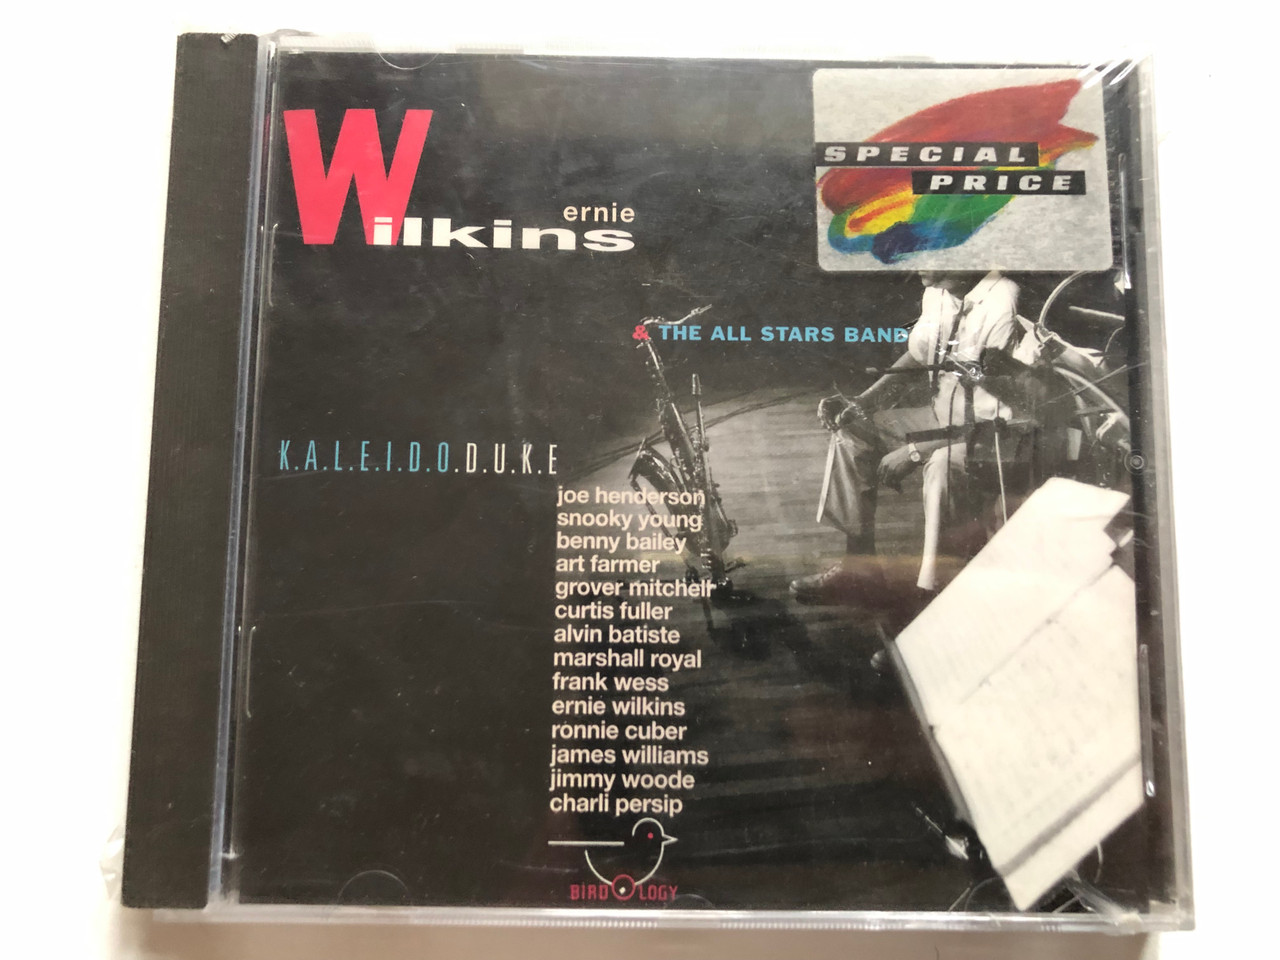 ernie
Wilkins
SPECIAL
PRICE
& THE ALL STARS BAND
K.A.L.E.I.D.O.D.U.K.E
joe henderson
snooky young
benny bailey
art farmer
grover mitchell
curtis fuller
alvin batiste
marshall royal
frank wess
ernie wilkins
ronnie cuber
james williams
jimmy woode
charli persip
BiRDOLOGY